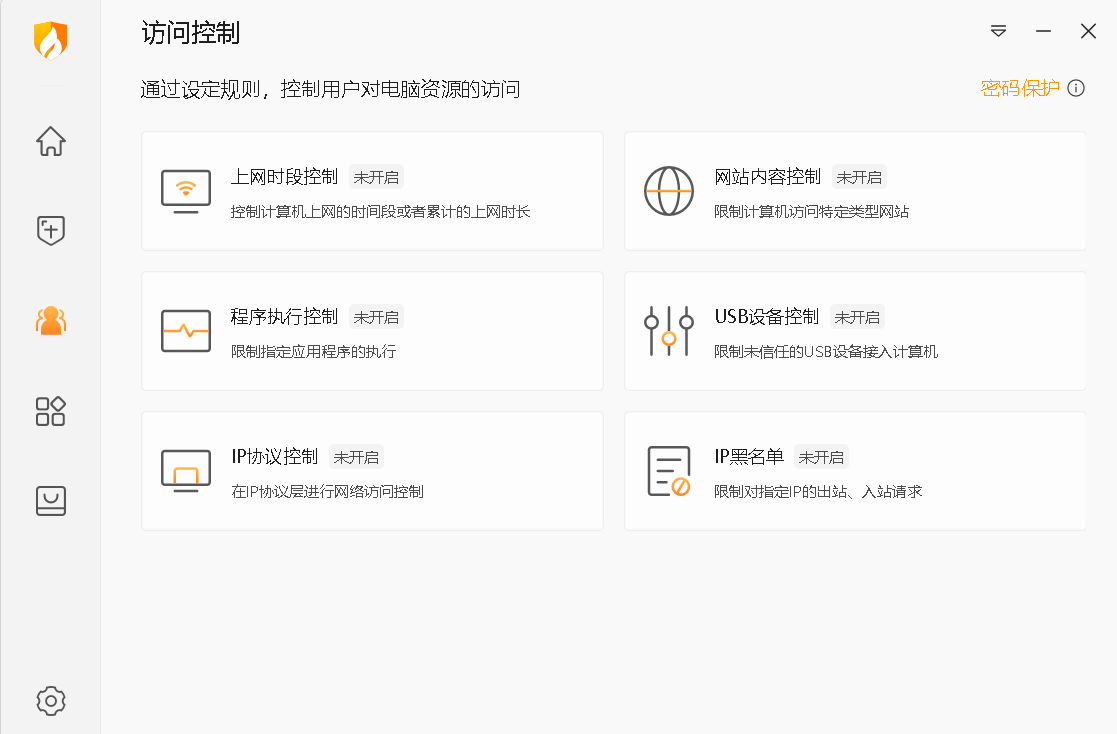 访问控制
通过设定规则，控制用户对电脑资源的访问
密码保护
上网时段控制 未开启
控制计算机上网的时间段或者累计的上网时长
网站内容控制 未开启
限制计算机访问特定类型网站
程序执行控制 未开启
限制指定应用程序的执行
USB设备控制 未开启
限制未信任的USB设备接入计算机
IP协议控制 未开启
在IP协议层进行网络访问控制
IP黑名单 未开启
限制对指定IP的出站、入站请求